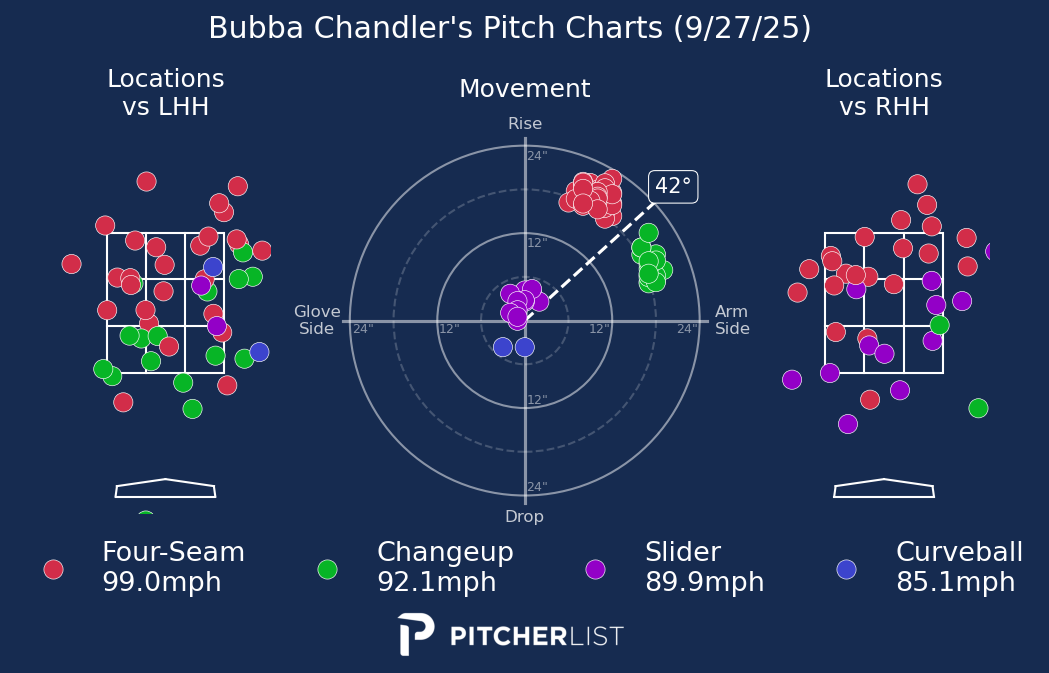 Bubba Chandler's Pitch Charts (9/27/25)
Locations
vs LHH
Movement
Locations
vs RHH
Rise
24"
42°
12"
Glove
Side
24"
12"
12"
24"
Arm
Side
12"
24"
Drop
Four-Seam
99.0mph
Changeup
92.1mph
Slider
89.9mph
Curveball
85.1mph
PITCHERLIST